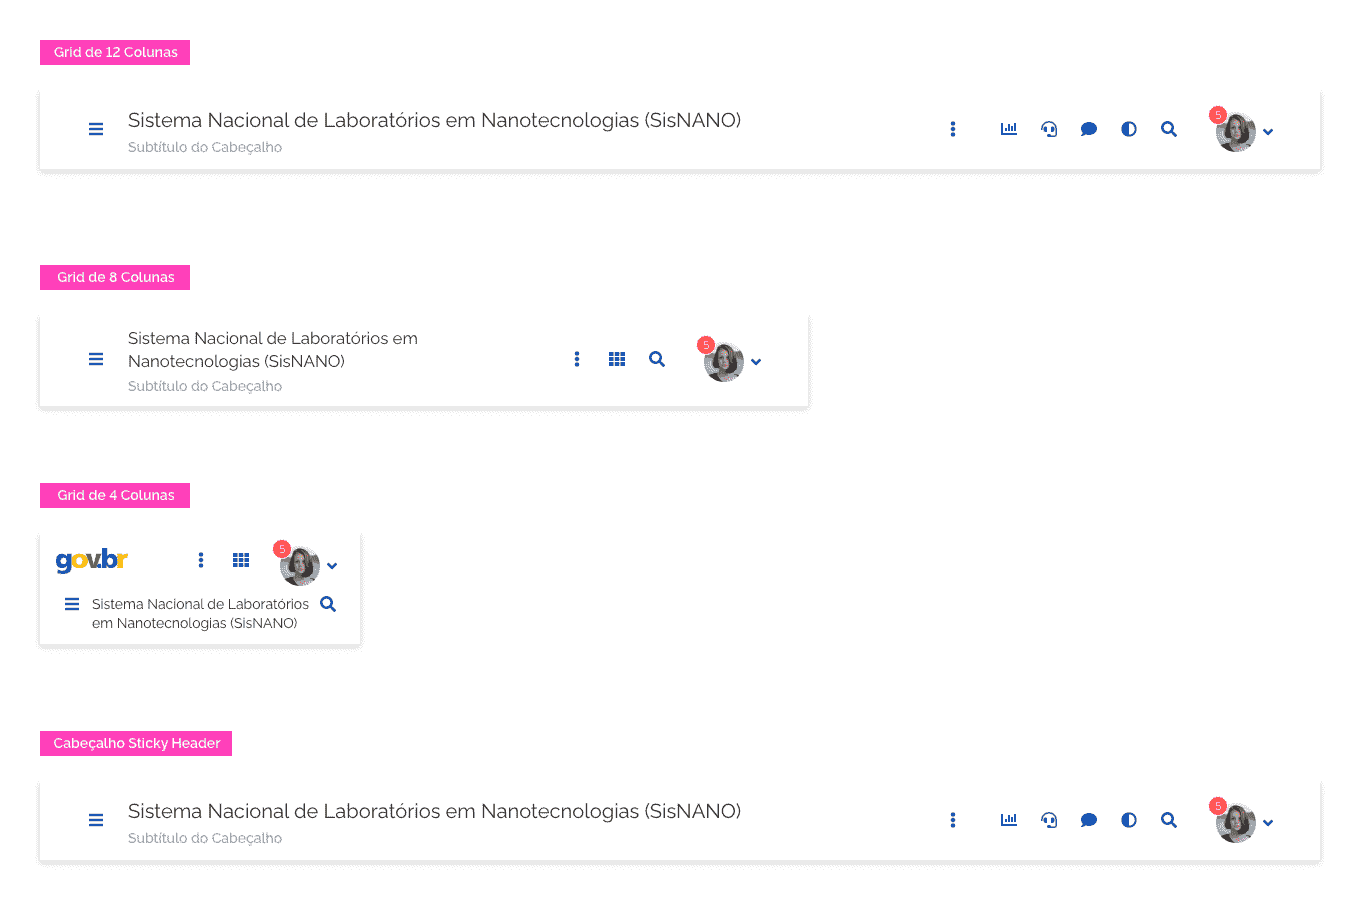 Grid de 12 Colunas
Sistema Nacional de Laboratórios em Nanotecnologias (SisNANO)
Subtítulo do Cabeçalho
5
Grid de 8 Colunas
Sistema Nacional de Laboratórios em
Nanotecnologias (SisNANO)
Subtítulo do Cabeçalho
5
Grid de 4 Colunas
gov.br
5
Sistema Nacional de Laboratórios
em Nanotecnologias (SisNANO)
Cabeçalho Sticky Header
Sistema Nacional de Laboratórios em Nanotecnologias (SisNANO)
Subtítulo do Cabeçalho
5